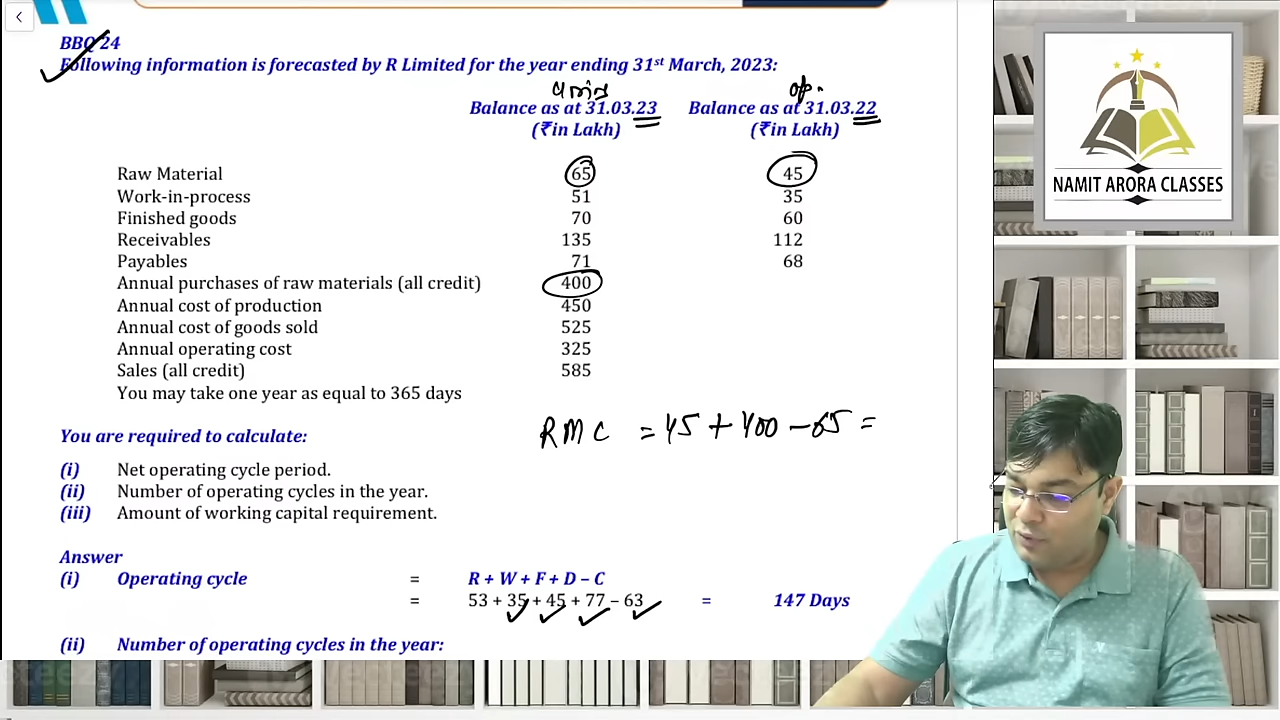 BBQ 24
Following information is forecasted by R Limited for the year ending 31st March, 2023:
op.
Balance as at 31.03.23 Balance as at 31.03.22
(₹in Lakh) (₹in Lakh)
Raw Material 65 45
Work-in-process 51 35
Finished goods 70 60
Receivables 135 112
Payables 71 68
Annual purchases of raw materials (all credit) 400
Annual cost of production 450
Annual cost of goods sold 525
Annual operating cost 325
Sales (all credit) 585
You may take one year as equal to 365 days
RMC = 45 + 400 - 65 =
You are required to calculate:
(i) Net operating cycle period.
(ii) Number of operating cycles in the year.
(iii) Amount of working capital requirement.
Answer
(i) Operating cycle = R + W + F + D – C
= 53 + 35 + 45 + 77 – 63 = 147 Days
(ii) Number of operating cycles in the year:
NAMIT ARORA CLASSES